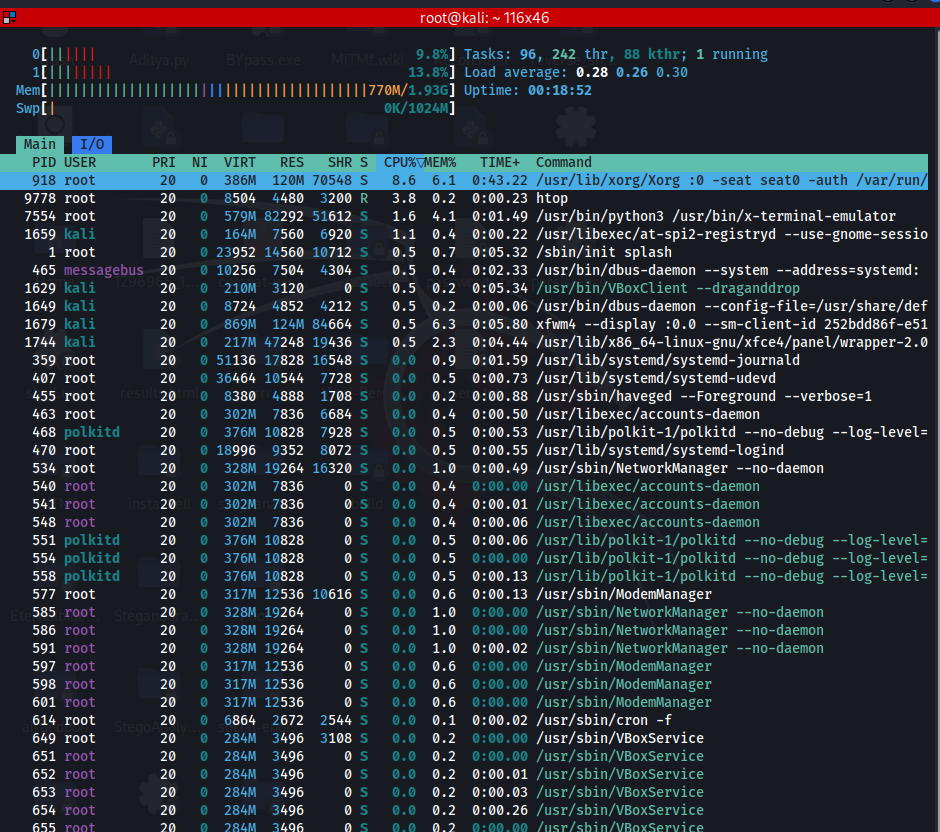 root@kali: ~ 116x46
0[||||||| 9.8%] Tasks: 96, 242 thr, 88 kthr; 1 running
1[||||||||| 13.8%] Load average: 0.28 0.26 0.30
Mem[||||||||||||||||||||||||||||||||||||||||770M/1.93G] Uptime: 00:18:52
Swp[| 0K/1024M]
Main I/O
PID USER PRI NI VIRT RES SHR S CPU%▽MEM% TIME+ Command
918 root 20 0 386M 120M 70548 S 8.6 6.1 0:43.22 /usr/lib/xorg/Xorg :0 -seat seat0 -auth /var/run/
9778 root 20 0 8504 4480 3200 R 3.8 0.2 0:00.23 htop
7554 root 20 0 579M 82292 51612 S 1.6 4.1 0:01.49 /usr/bin/python3 /usr/bin/x-terminal-emulator
1659 kali 20 0 164M 7560 6920 S 1.1 0.4 0:00.22 /usr/libexec/at-spi2-registryd --use-gnome-sessio
1 root 20 0 23952 14560 10712 S 0.5 0.7 0:05.32 /sbin/init splash
465 messagebus 20 0 10256 7504 4304 S 0.5 0.4 0:02.33 /usr/bin/dbus-daemon --system --address=systemd:
1629 kali 20 0 210M 3120 0 S 0.5 0.2 0:05.34 /usr/bin/VBoxClient --draganddrop
1649 kali 20 0 8724 4852 4212 S 0.5 0.2 0:00.06 /usr/bin/dbus-daemon --config-file=/usr/share/def
1679 kali 20 0 869M 124M 84664 S 0.5 6.3 0:05.80 xfwm4 --display :0.0 --sm-client-id 252bdd86f-e51
1744 kali 20 0 217M 47248 19436 S 0.5 2.3 0:04.44 /usr/lib/x86_64-linux-gnu/xfce4/panel/wrapper-2.0
359 root 20 0 51136 17828 16548 S 0.0 0.9 0:01.59 /usr/lib/systemd/systemd-journald
407 root 20 0 36464 10544 7728 S 0.0 0.5 0:00.73 /usr/lib/systemd/systemd-udevd
455 root 20 0 8380 4888 1708 S 0.0 0.2 0:00.88 /usr/sbin/haveged --Foreground --verbose=1
463 root 20 0 302M 7836 6684 S 0.0 0.4 0:00.50 /usr/libexec/accounts-daemon
468 polkitd 20 0 376M 10828 7928 S 0.0 0.5 0:00.53 /usr/lib/polkit-1/polkitd --no-debug --log-level=
470 root 20 0 18996 9352 8072 S 0.0 0.5 0:00.55 /usr/lib/systemd/systemd-logind
534 root 20 0 328M 19264 16320 S 0.0 1.0 0:00.49 /usr/sbin/NetworkManager --no-daemon
540 root 20 0 302M 7836 0 S 0.0 0.4 0:00.00 /usr/libexec/accounts-daemon
541 root 20 0 302M 7836 0 S 0.0 0.4 0:00.01 /usr/libexec/accounts-daemon
548 root 20 0 302M 7836 0 S 0.0 0.4 0:00.06 /usr/libexec/accounts-daemon
551 polkitd 20 0 376M 10828 0 S 0.0 0.5 0:00.06 /usr/lib/polkit-1/polkitd --no-debug --log-level=
554 polkitd 20 0 376M 10828 0 S 0.0 0.5 0:00.00 /usr/lib/polkit-1/polkitd --no-debug --log-level=
558 polkitd 20 0 376M 10828 0 S 0.0 0.5 0:00.13 /usr/lib/polkit-1/polkitd --no-debug --log-level=
577 root 20 0 317M 12536 10616 S 0.0 0.6 0:00.13 /usr/sbin/ModemManager
585 root 20 0 328M 19264 0 S 0.0 1.0 0:00.00 /usr/sbin/NetworkManager --no-daemon
586 root 20 0 328M 19264 0 S 0.0 1.0 0:00.00 /usr/sbin/NetworkManager --no-daemon
591 root 20 0 328M 19264 0 S 0.0 1.0 0:00.02 /usr/sbin/NetworkManager --no-daemon
597 root 20 0 317M 12536 0 S 0.0 0.6 0:00.00 /usr/sbin/ModemManager
598 root 20 0 317M 12536 0 S 0.0 0.6 0:00.00 /usr/sbin/ModemManager
601 root 20 0 317M 12536 0 S 0.0 0.6 0:00.00 /usr/sbin/ModemManager
614 root 20 0 6864 2672 2544 S 0.0 0.1 0:00.02 /usr/sbin/cron -f
649 root 20 0 284M 3496 3108 S 0.0 0.2 0:00.00 /usr/sbin/VBoxService
651 root 20 0 284M 3496 0 S 0.0 0.2 0:00.00 /usr/sbin/VBoxService
652 root 20 0 284M 3496 0 S 0.0 0.2 0:00.01 /usr/sbin/VBoxService
653 root 20 0 284M 3496 0 S 0.0 0.2 0:00.03 /usr/sbin/VBoxService
654 root 20 0 284M 3496 0 S 0.0 0.2 0:00.26 /usr/sbin/VBoxService
655 root 20 0 284M 3496 0 S 0.0 0.2 0:00.00 /usr/sbin/VBoxService